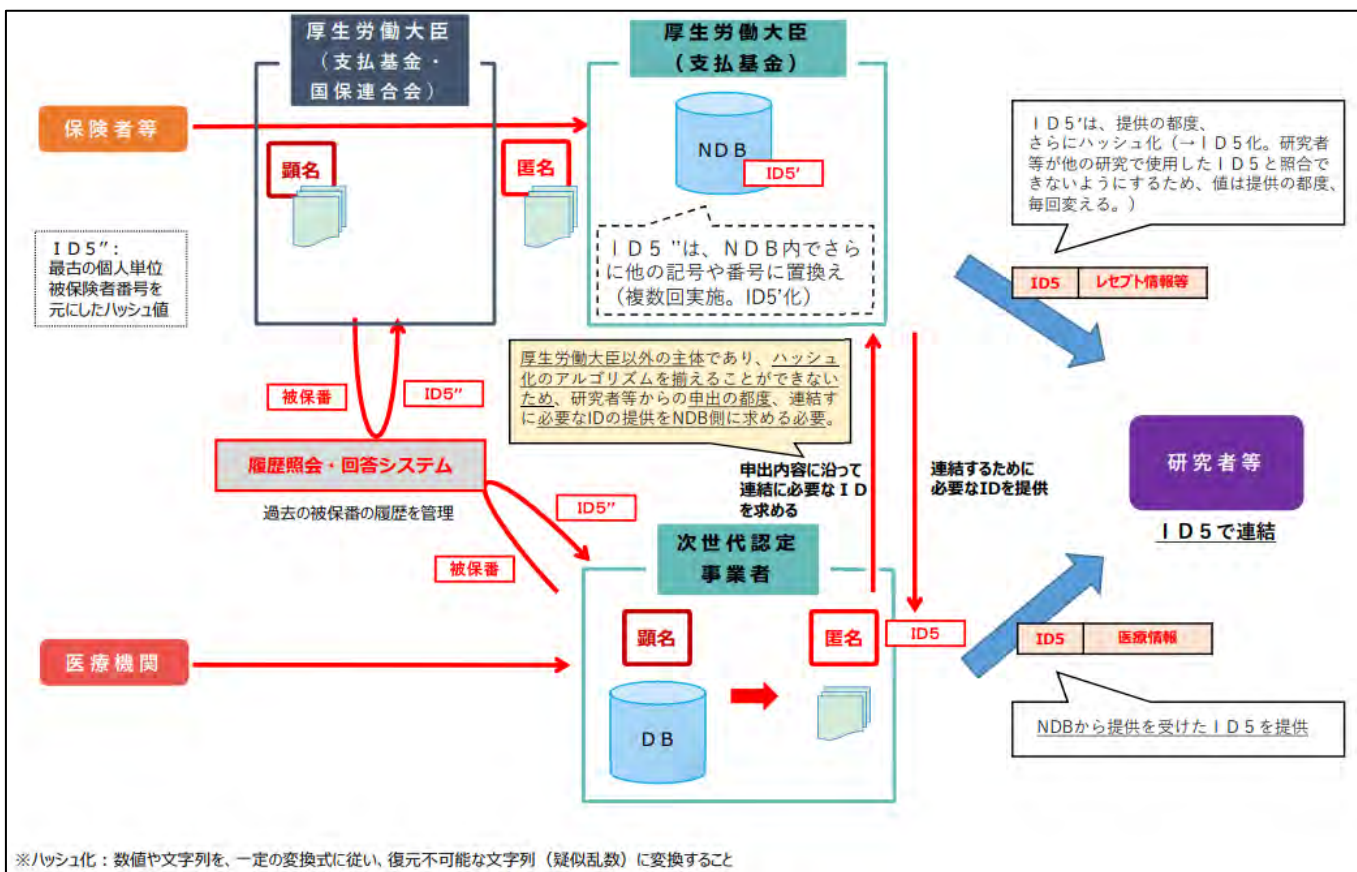 厚生労働大臣
（支払基金・
国保連合会）
厚生労働大臣
（支払基金）
保険者等
顕名
匿名
NDB
ID5'
ＩＤ５'は、提供の都度、
さらにハッシュ化（→ＩＤ５化。研究者
等が他の研究で使用したＩＤ５と照合で
きないようにするため、値は提供の都度、
毎回変える。）
ＩＤ５''：
最古の個人単位
被保険者番号を
元にしたハッシュ値
ＩＤ５''は、ＮＤＢ内でさら
に他の記号や番号に置換え
（複数回実施。ID5'化）
ID5
レセプト情報等
厚生労働大臣以外の主体であり、ハッシュ
化のアルゴリズムを揃えることができない
ため、研究者等からの申出の都度、連結す
に必要なIDの提供をNDB側に求める必要。
被保番
ID5''
履歴照会・回答システム
過去の被保番の履歴を管理
ID5''
被保番
申出内容に沿って
連結に必要なＩＤ
を求める
連結するために
必要なIDを提供
研究者等
ＩＤ５で連結
次世代認定
事業者
顕名
匿名
ID5
ID5
医療情報
医療機関
ＤＢ
NDBから提供を受けたＩＤ５を提供
※ハッシュ化：数値や文字列を、一定の変換式に従い、復元不可能な文字列（疑似乱数）に変換すること